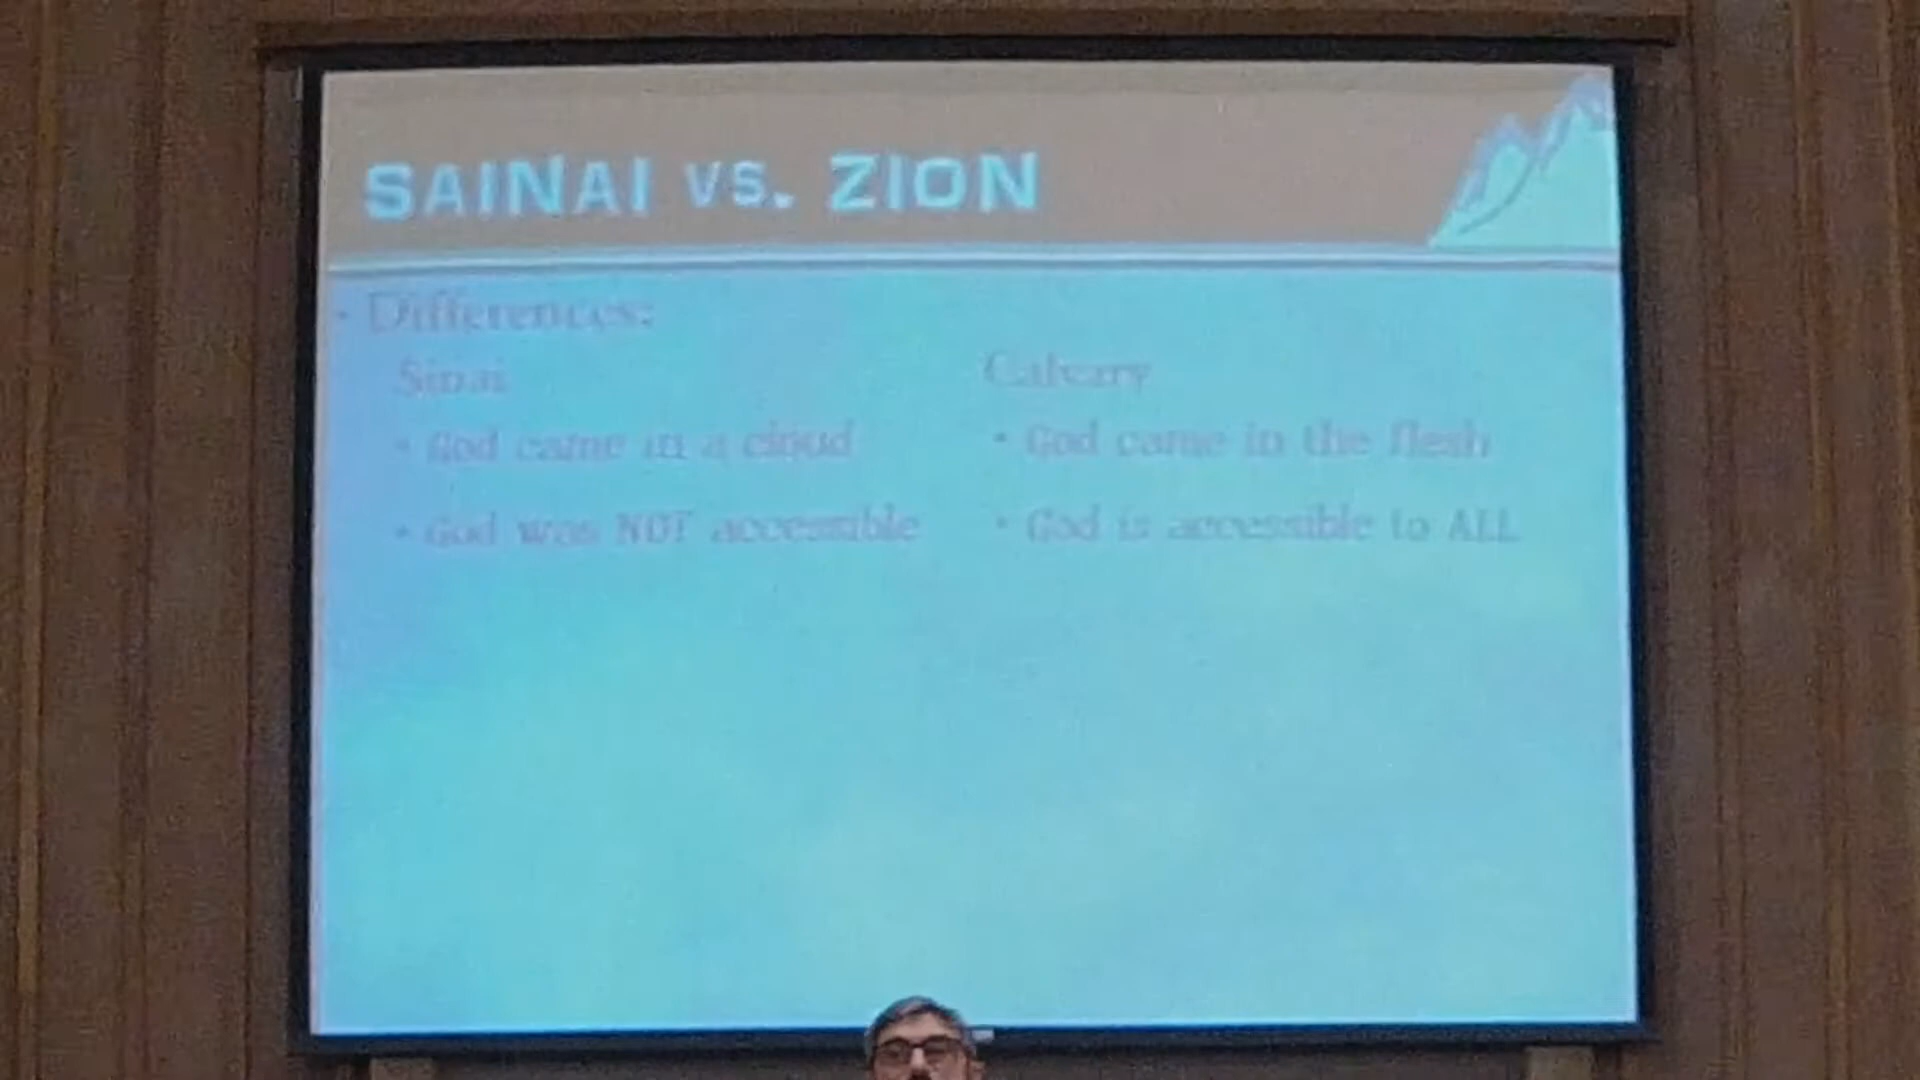 SAINAI VS. ZION
• Differences:
Sinai
• God came in a cloud
• God was NOT accessible
Calvary
• God came in the flesh
• God is accessible to ALL